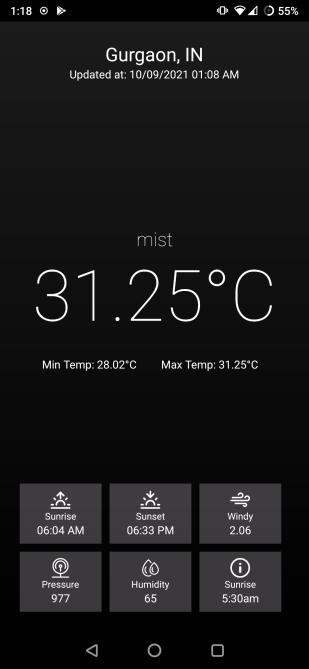 1:18
55%
Gurgaon, IN
Updated at: 10/09/2021 01:08 AM
mist
31.25°C
Min Temp: 28.02°C Max Temp: 31.25°C
Sunrise Sunset Windy
06:04 AM 06:33 PM 2.06
Pressure Humidity Sunrise
977 65 5:30am